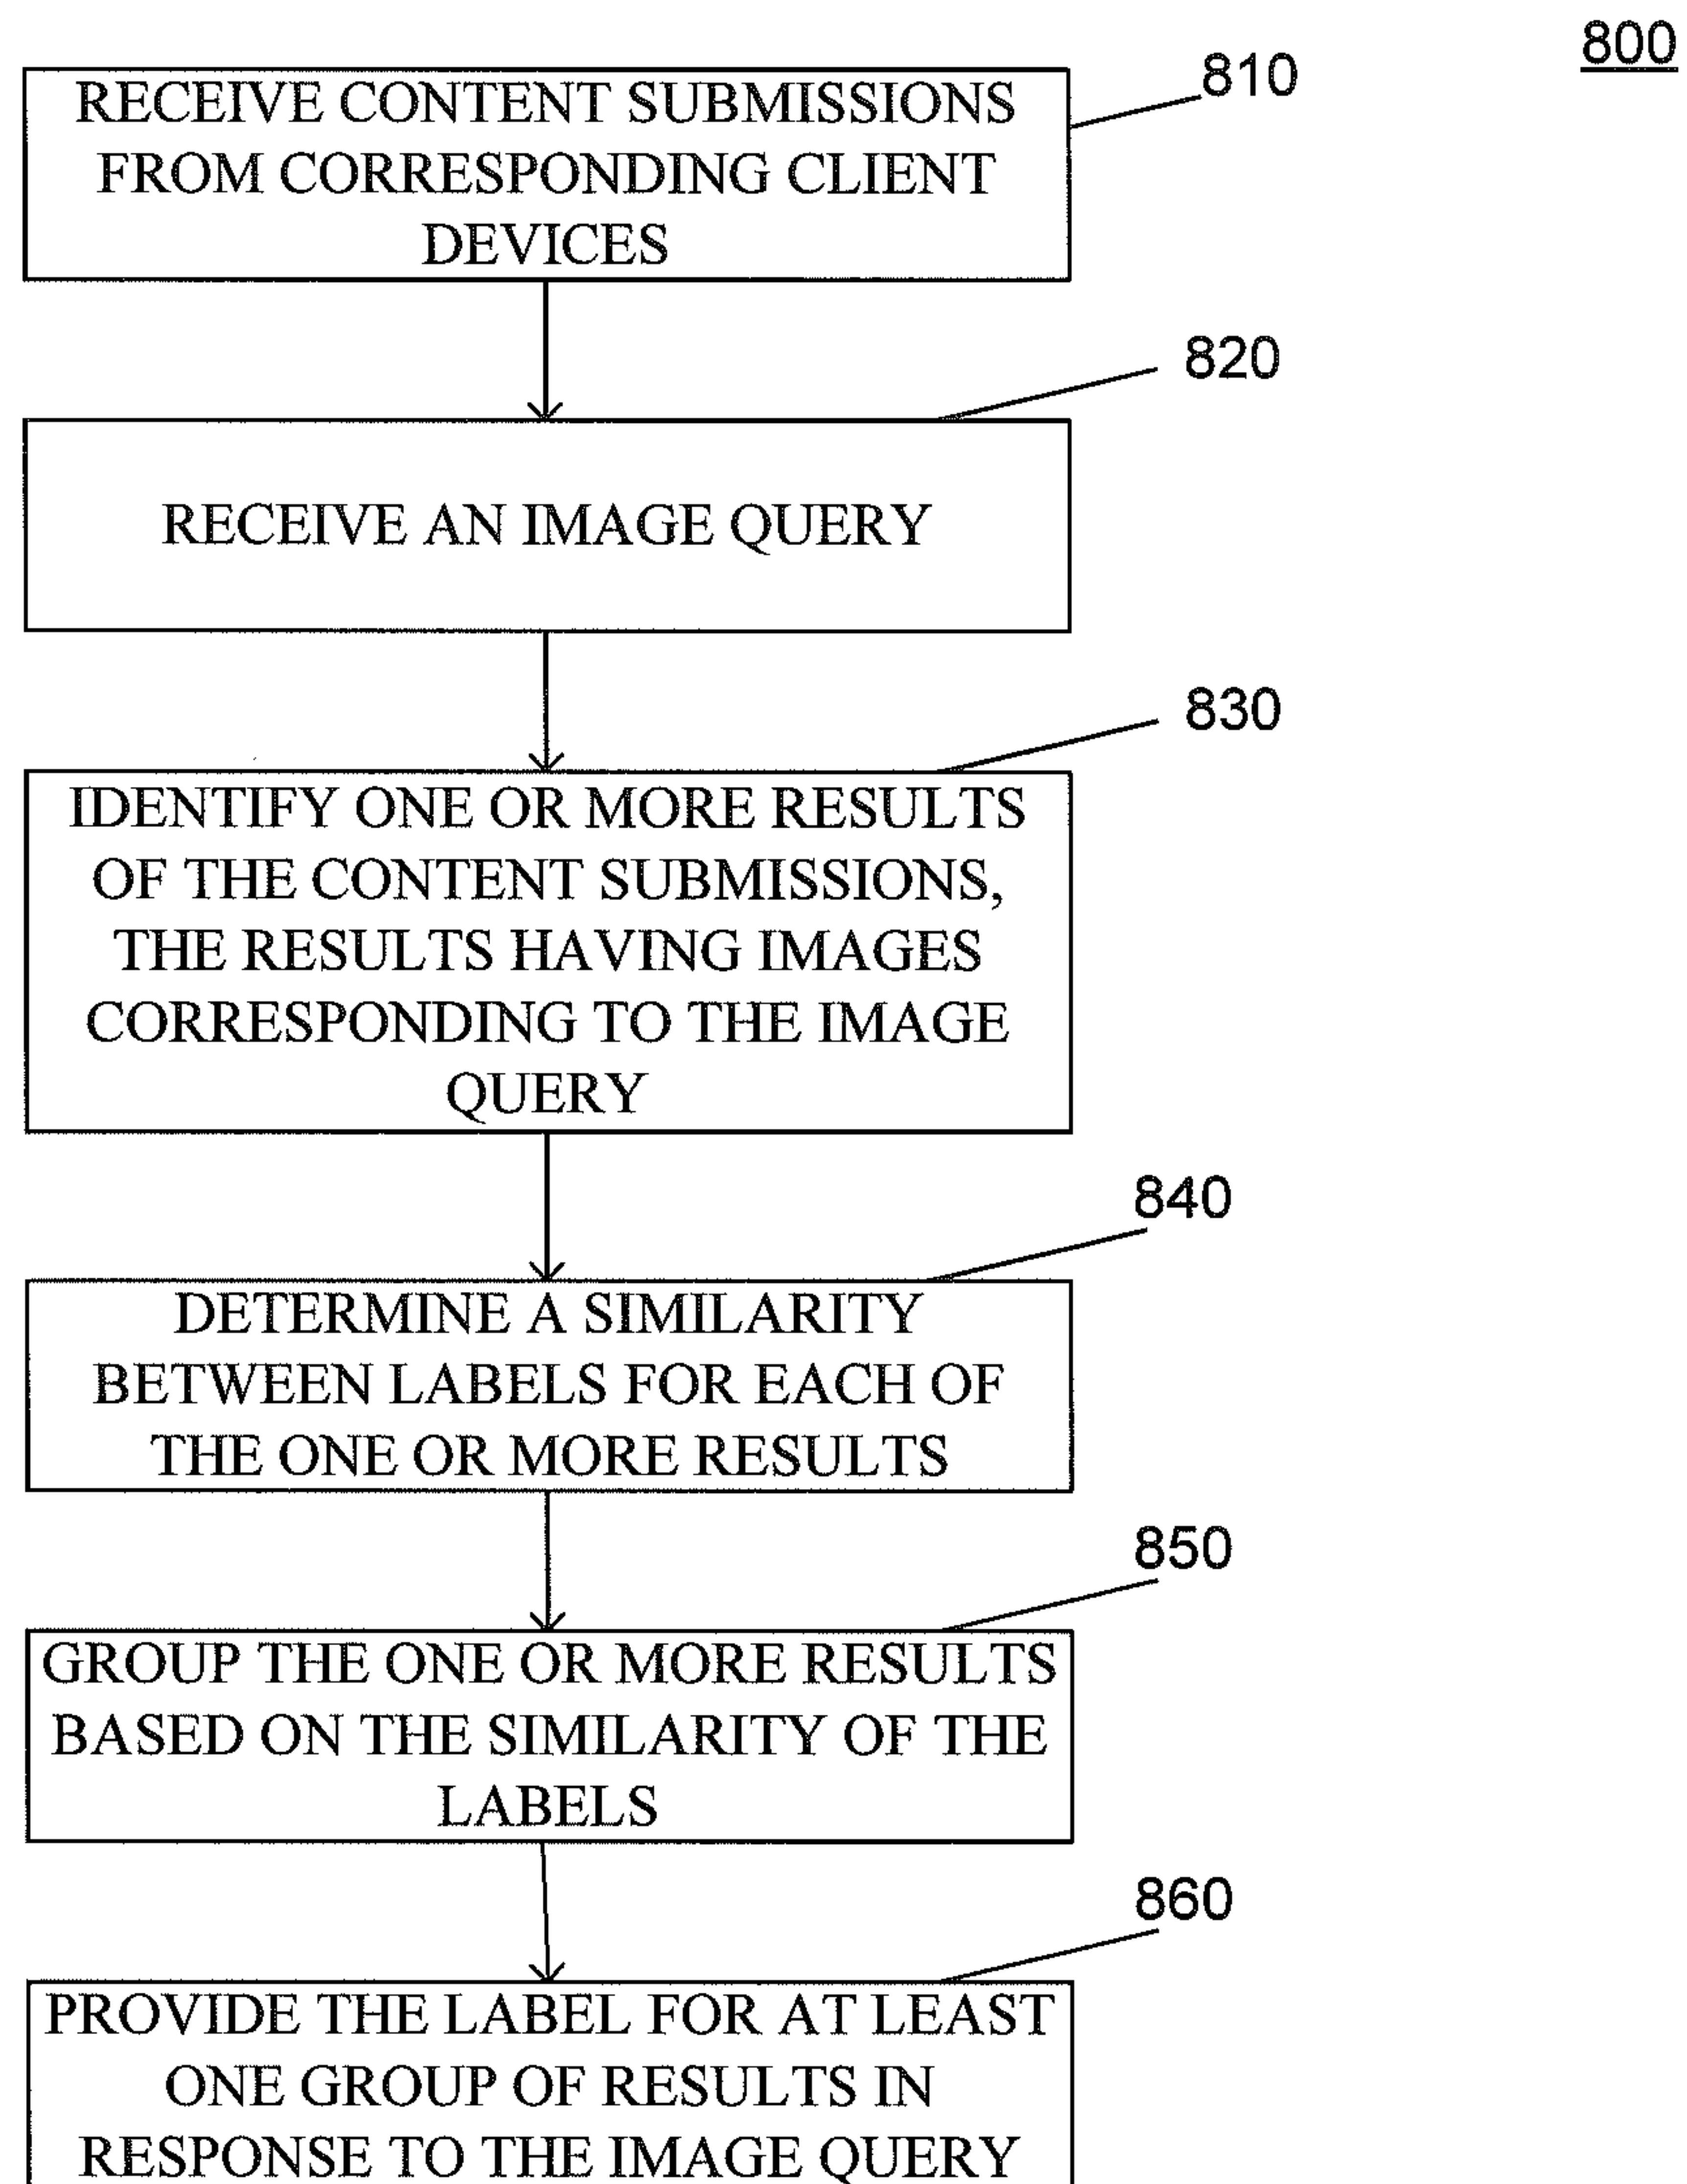 800
810
RECEIVE CONTENT SUBMISSIONS
FROM CORRESPONDING CLIENT
DEVICES
820
RECEIVE AN IMAGE QUERY
830
IDENTIFY ONE OR MORE RESULTS
OF THE CONTENT SUBMISSIONS,
THE RESULTS HAVING IMAGES
CORRESPONDING TO THE IMAGE
QUERY
840
DETERMINE A SIMILARITY
BETWEEN LABELS FOR EACH OF
THE ONE OR MORE RESULTS
850
GROUP THE ONE OR MORE RESULTS
BASED ON THE SIMILARITY OF THE
LABELS
860
PROVIDE THE LABEL FOR AT LEAST
ONE GROUP OF RESULTS IN
RESPONSE TO THE IMAGE QUERY